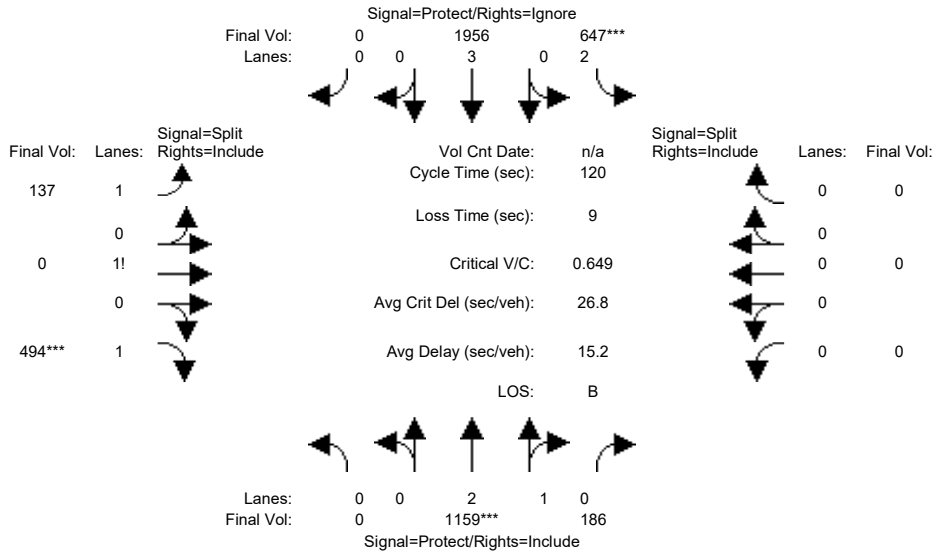 Signal=Protect/Rights=Ignore
Final Vol: 0 1956 647***
Lanes: 0 0 3 0 2
Signal=Split
Final Vol: Lanes: Rights=Include
Vol Cnt Date: n/a
Signal=Split
Rights=Include Lanes: Final Vol:
Cycle Time (sec): 120
137 1
0 0
Loss Time (sec): 9
0
0
0 1!
Critical V/C: 0.649
0 0
0
Avg Crit Del (sec/veh): 26.8
0
494*** 1
Avg Delay (sec/veh): 15.2
0 0
LOS: B
Lanes: 0 0 2 1 0
Final Vol: 0 1159*** 186
Signal=Protect/Rights=Include